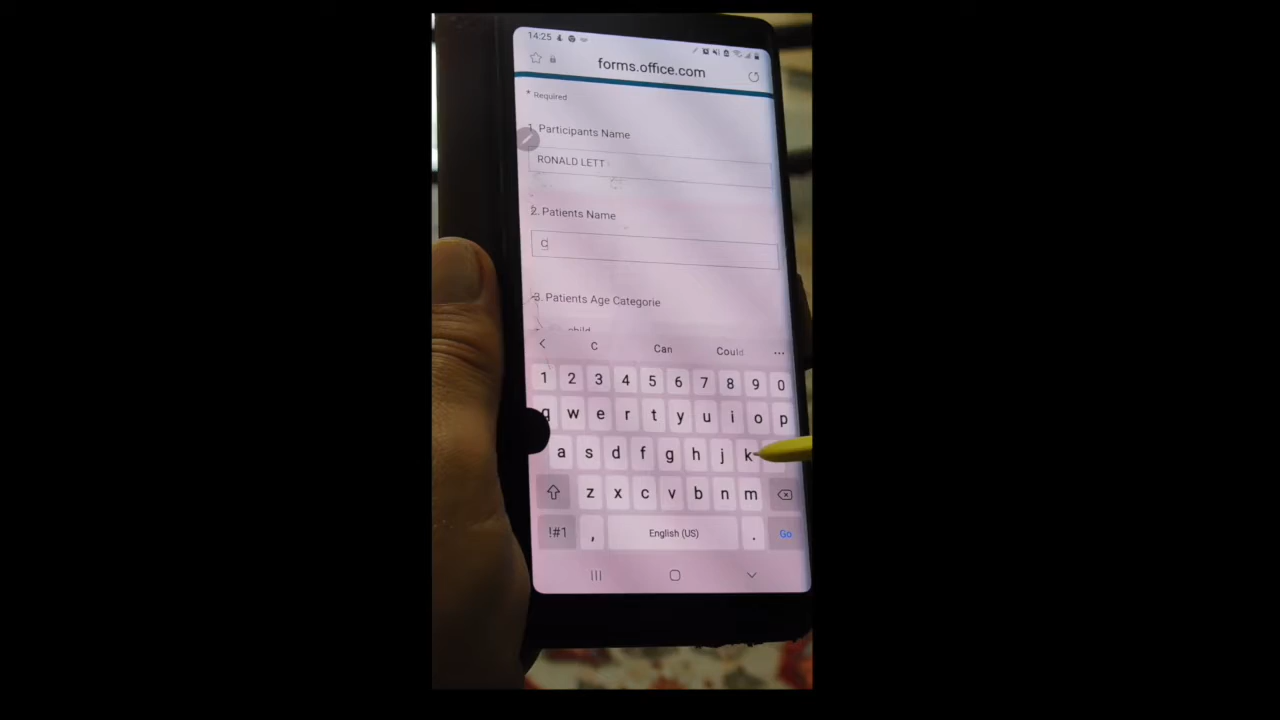 14:25
forms.office.com
* Required
1. Participants Name
RONALD LETT
2. Patients Name
C
3. Patients Age Categorie
child
C Can Could ...
1 2 3 4 5 6 7 8 9 0
q w e r t y u i o p
a s d f g h j k
z x c v b n m
!#1 , English (US) . Go